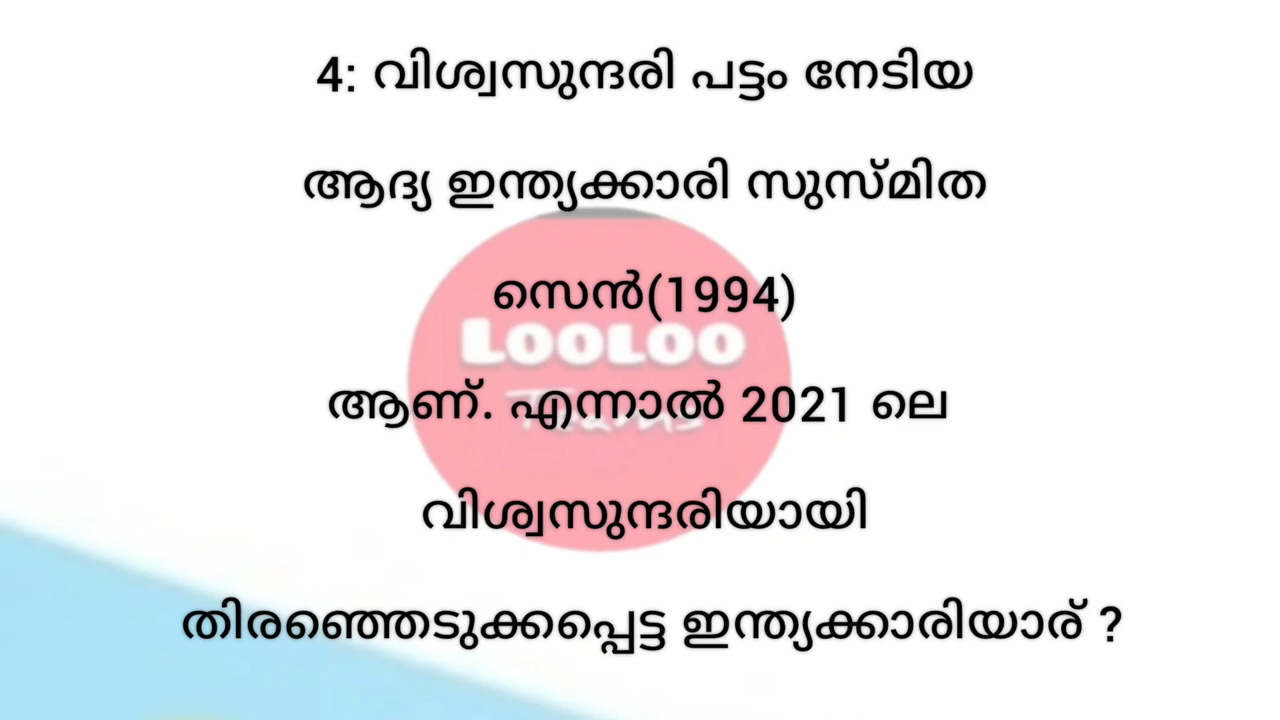 4: വിശ്വസുന്ദരി പട്ടം നേടിയ
ആദ്യ ഇന്ത്യക്കാരി സുസ്മിത
സെൻ(1994)
LOOLOO
ആണ്. എന്നാൽ 2021 ലെ
വിശ്വസുന്ദരിയായി
തിരഞ്ഞെടുക്കപ്പെട്ട ഇന്ത്യക്കാരിയാര് ?